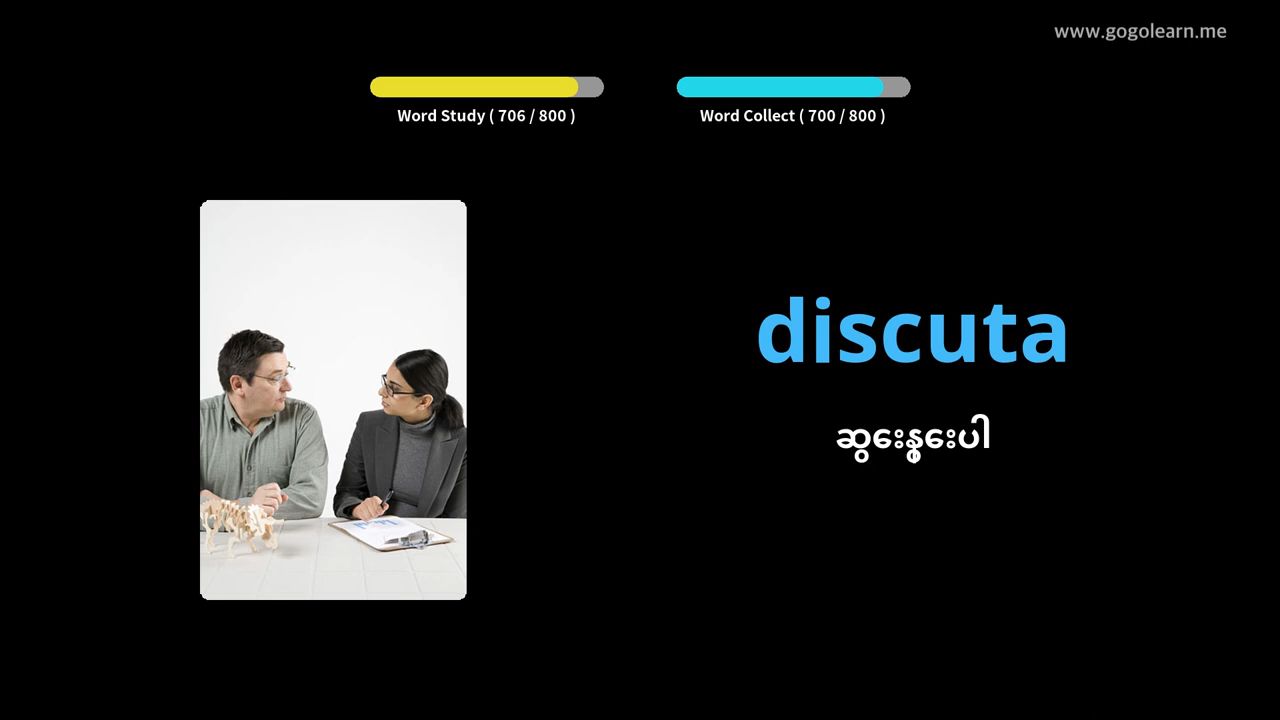 www.gogolearn.me
Word Study ( 706 / 800 )
Word Collect ( 700 / 800 )
discuta
ဆွေးနွေးပါ